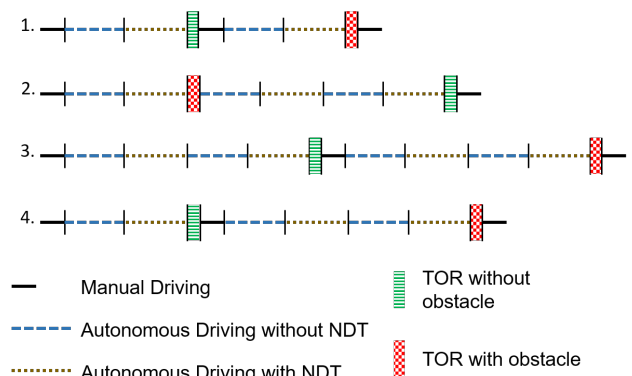 1.
2.
3.
4.
Manual Driving
TOR without
obstacle
Autonomous Driving without NDT
TOR with obstacle
Autonomous Driving with NDT